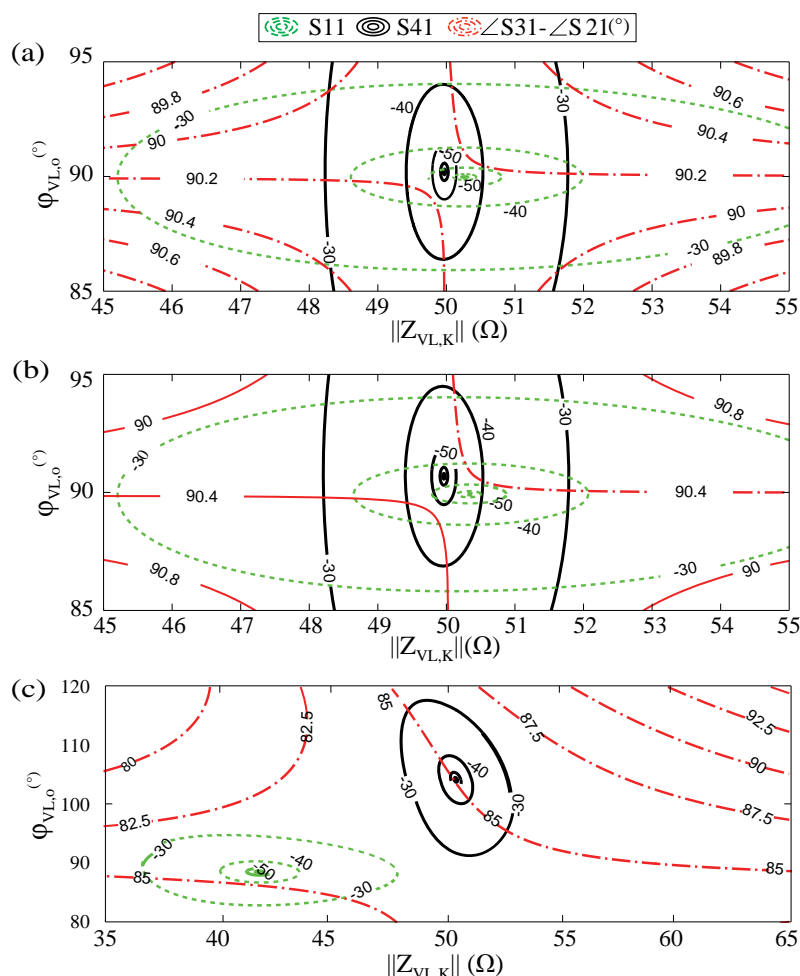 S11 S41 ∠S31-∠S21(°)
(a)
95
90
85
φVL,o(°)
-30 -30
89.8 90.6
-40
-30
90 90.4
-50
90.2 -50 90.2
-40
90.4 90
-30 -30 -30
90.6 89.8
45 46 47 48 49 50 51 52 53 54 55
||ZVL,K|| (Ω)
(b)
95
90
85
φVL,o(°)
90 -30 90.8
-40
-30 -50
90.4 -50 90.4
-40
-30 -30 -30
90.8 90
45 46 47 48 49 50 51 52 53 54 55
||ZVL,K||(Ω)
(c)
120
110
100
90
80
φVL,o(°)
85 92.5
82.5 87.5
80 90
-40
-30 -30
82.5 85 87.5
-30 -40
-50 85
85 -30
35 40 45 50 55 60 65
||ZVL,K|| (Ω)